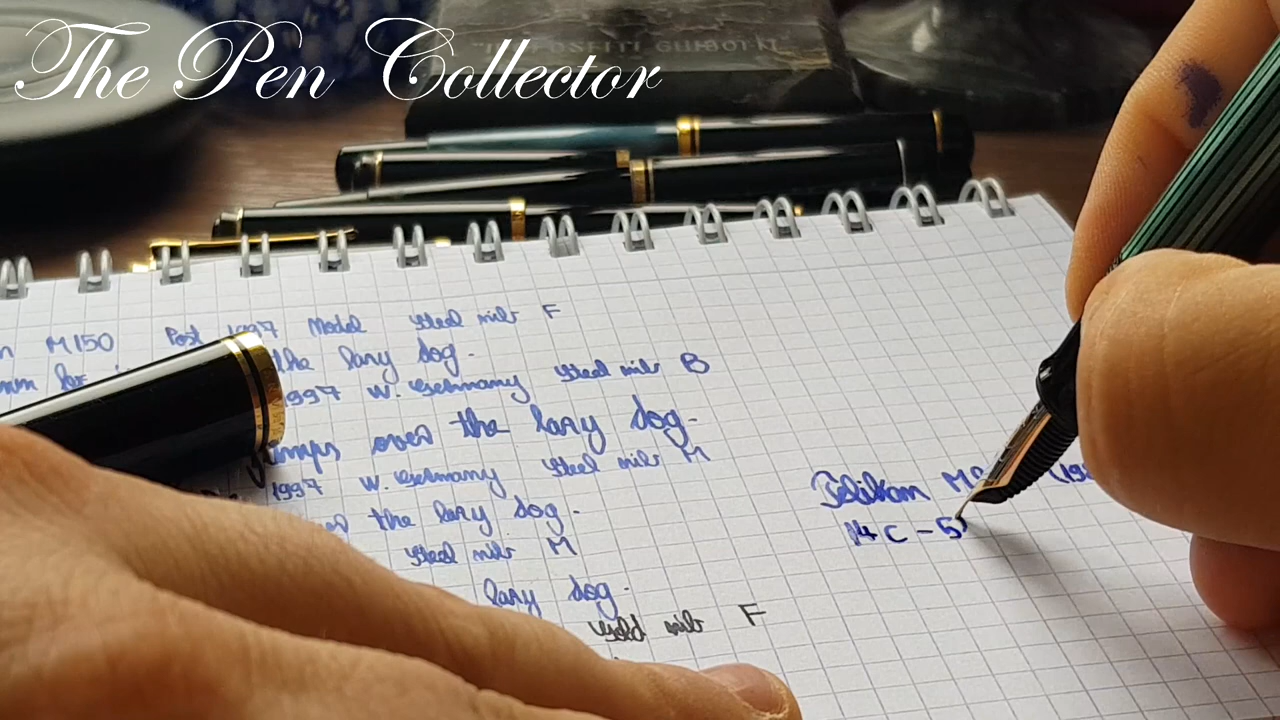 The Pen Collector
M150 Post 1997 Model Steel nib F
the lazy dog.
1997 W. Germany Steel nib B
jumps over the lazy dog.
1997 W. Germany Steel nib M
the lazy dog.
Steel nib M
lazy dog.
Gold nib F
Pelikan
14 C - 5